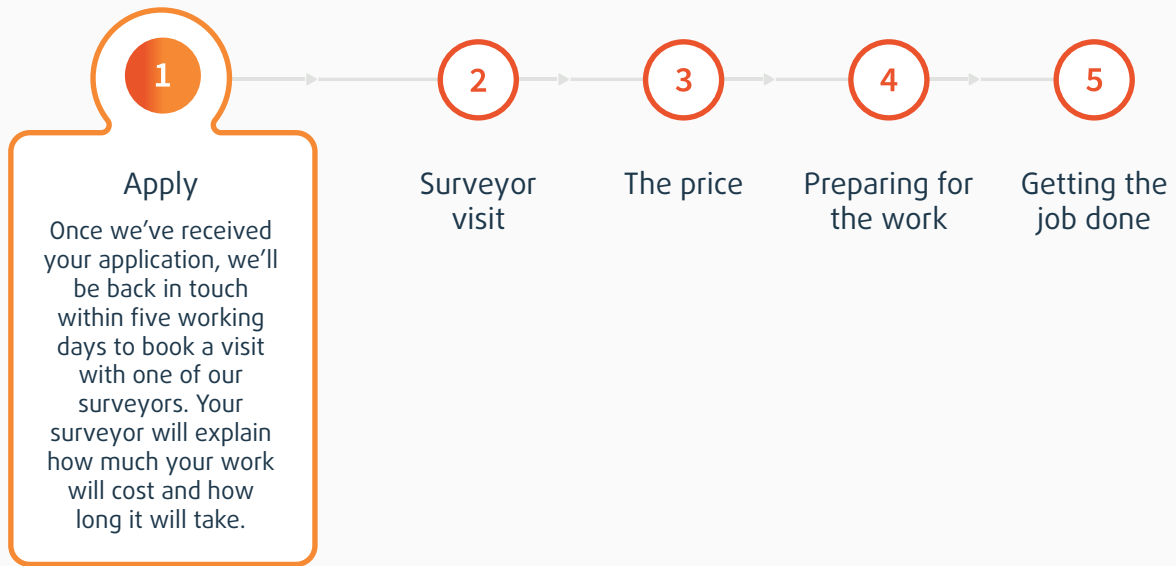 1
Apply
Once we've received
your application, we'll
be back in touch
within five working
days to book a visit
with one of our
surveyors. Your
surveyor will explain
how much your work
will cost and how
long it will take.
2
Surveyor
visit
3
The price
4
Preparing for
the work
5
Getting the
job done